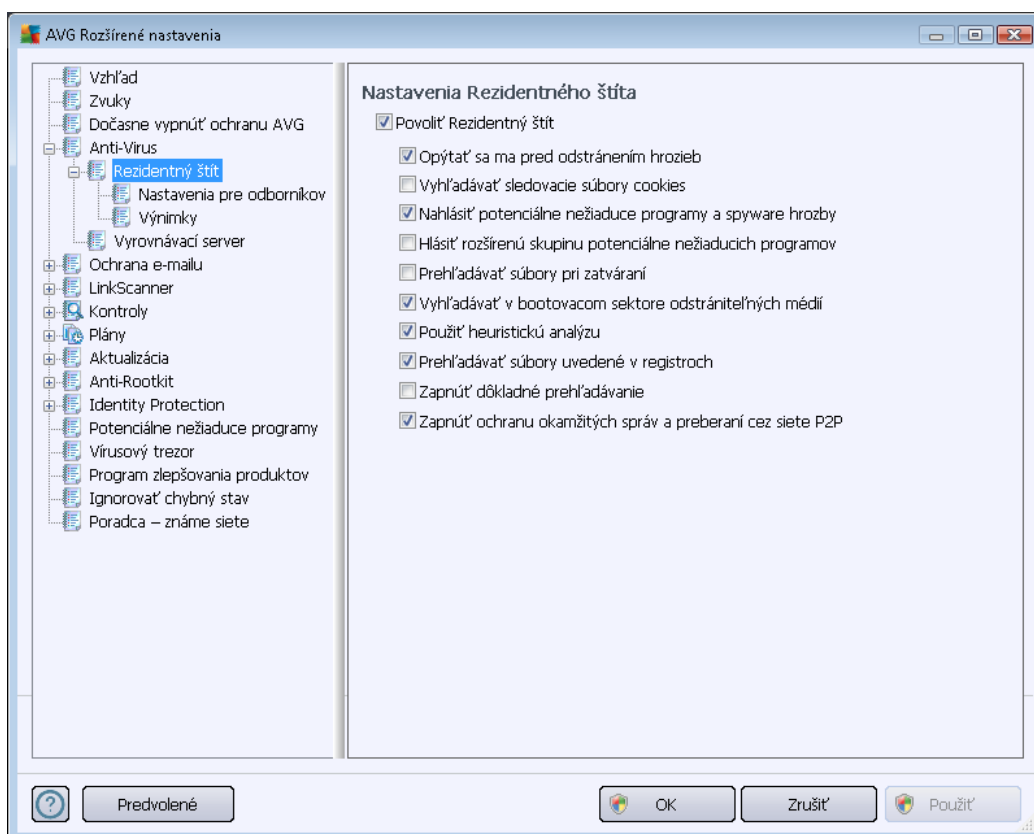 AVG Rozšírené nastavenia
Vzhľad
Zvuky
Dočasne vypnúť ochranu AVG
Anti-Virus
Rezidentný štít
Nastavenia pre odborníkov
Výnimky
Vyrovnávací server
Ochrana e-mailu
LinkScanner
Kontroly
Plány
Aktualizácia
Anti-Rootkit
Identity Protection
Potenciálne nežiaduce programy
Vírusový trezor
Program zlepšovania produktov
Ignorovať chybný stav
Poradca – známe siete
Nastavenia Rezidentného štíta
Povoliť Rezidentný štít
Opýtať sa ma pred odstránením hrozieb
Vyhľadávať sledovacie súbory cookies
Nahlásiť potenciálne nežiaduce programy a spyware hrozby
Hlásiť rozšírenú skupinu potenciálne nežiaducich programov
Prehľadávať súbory pri zatváraní
Vyhľadávať v bootovacom sektore odstrániteľných médií
Použiť heuristickú analýzu
Prehľadávať súbory uvedené v registroch
Zapnúť dôkladné prehľadávanie
Zapnúť ochranu okamžitých správ a preberaní cez siete P2P
Predvolené
OK
Zrušiť
Použiť